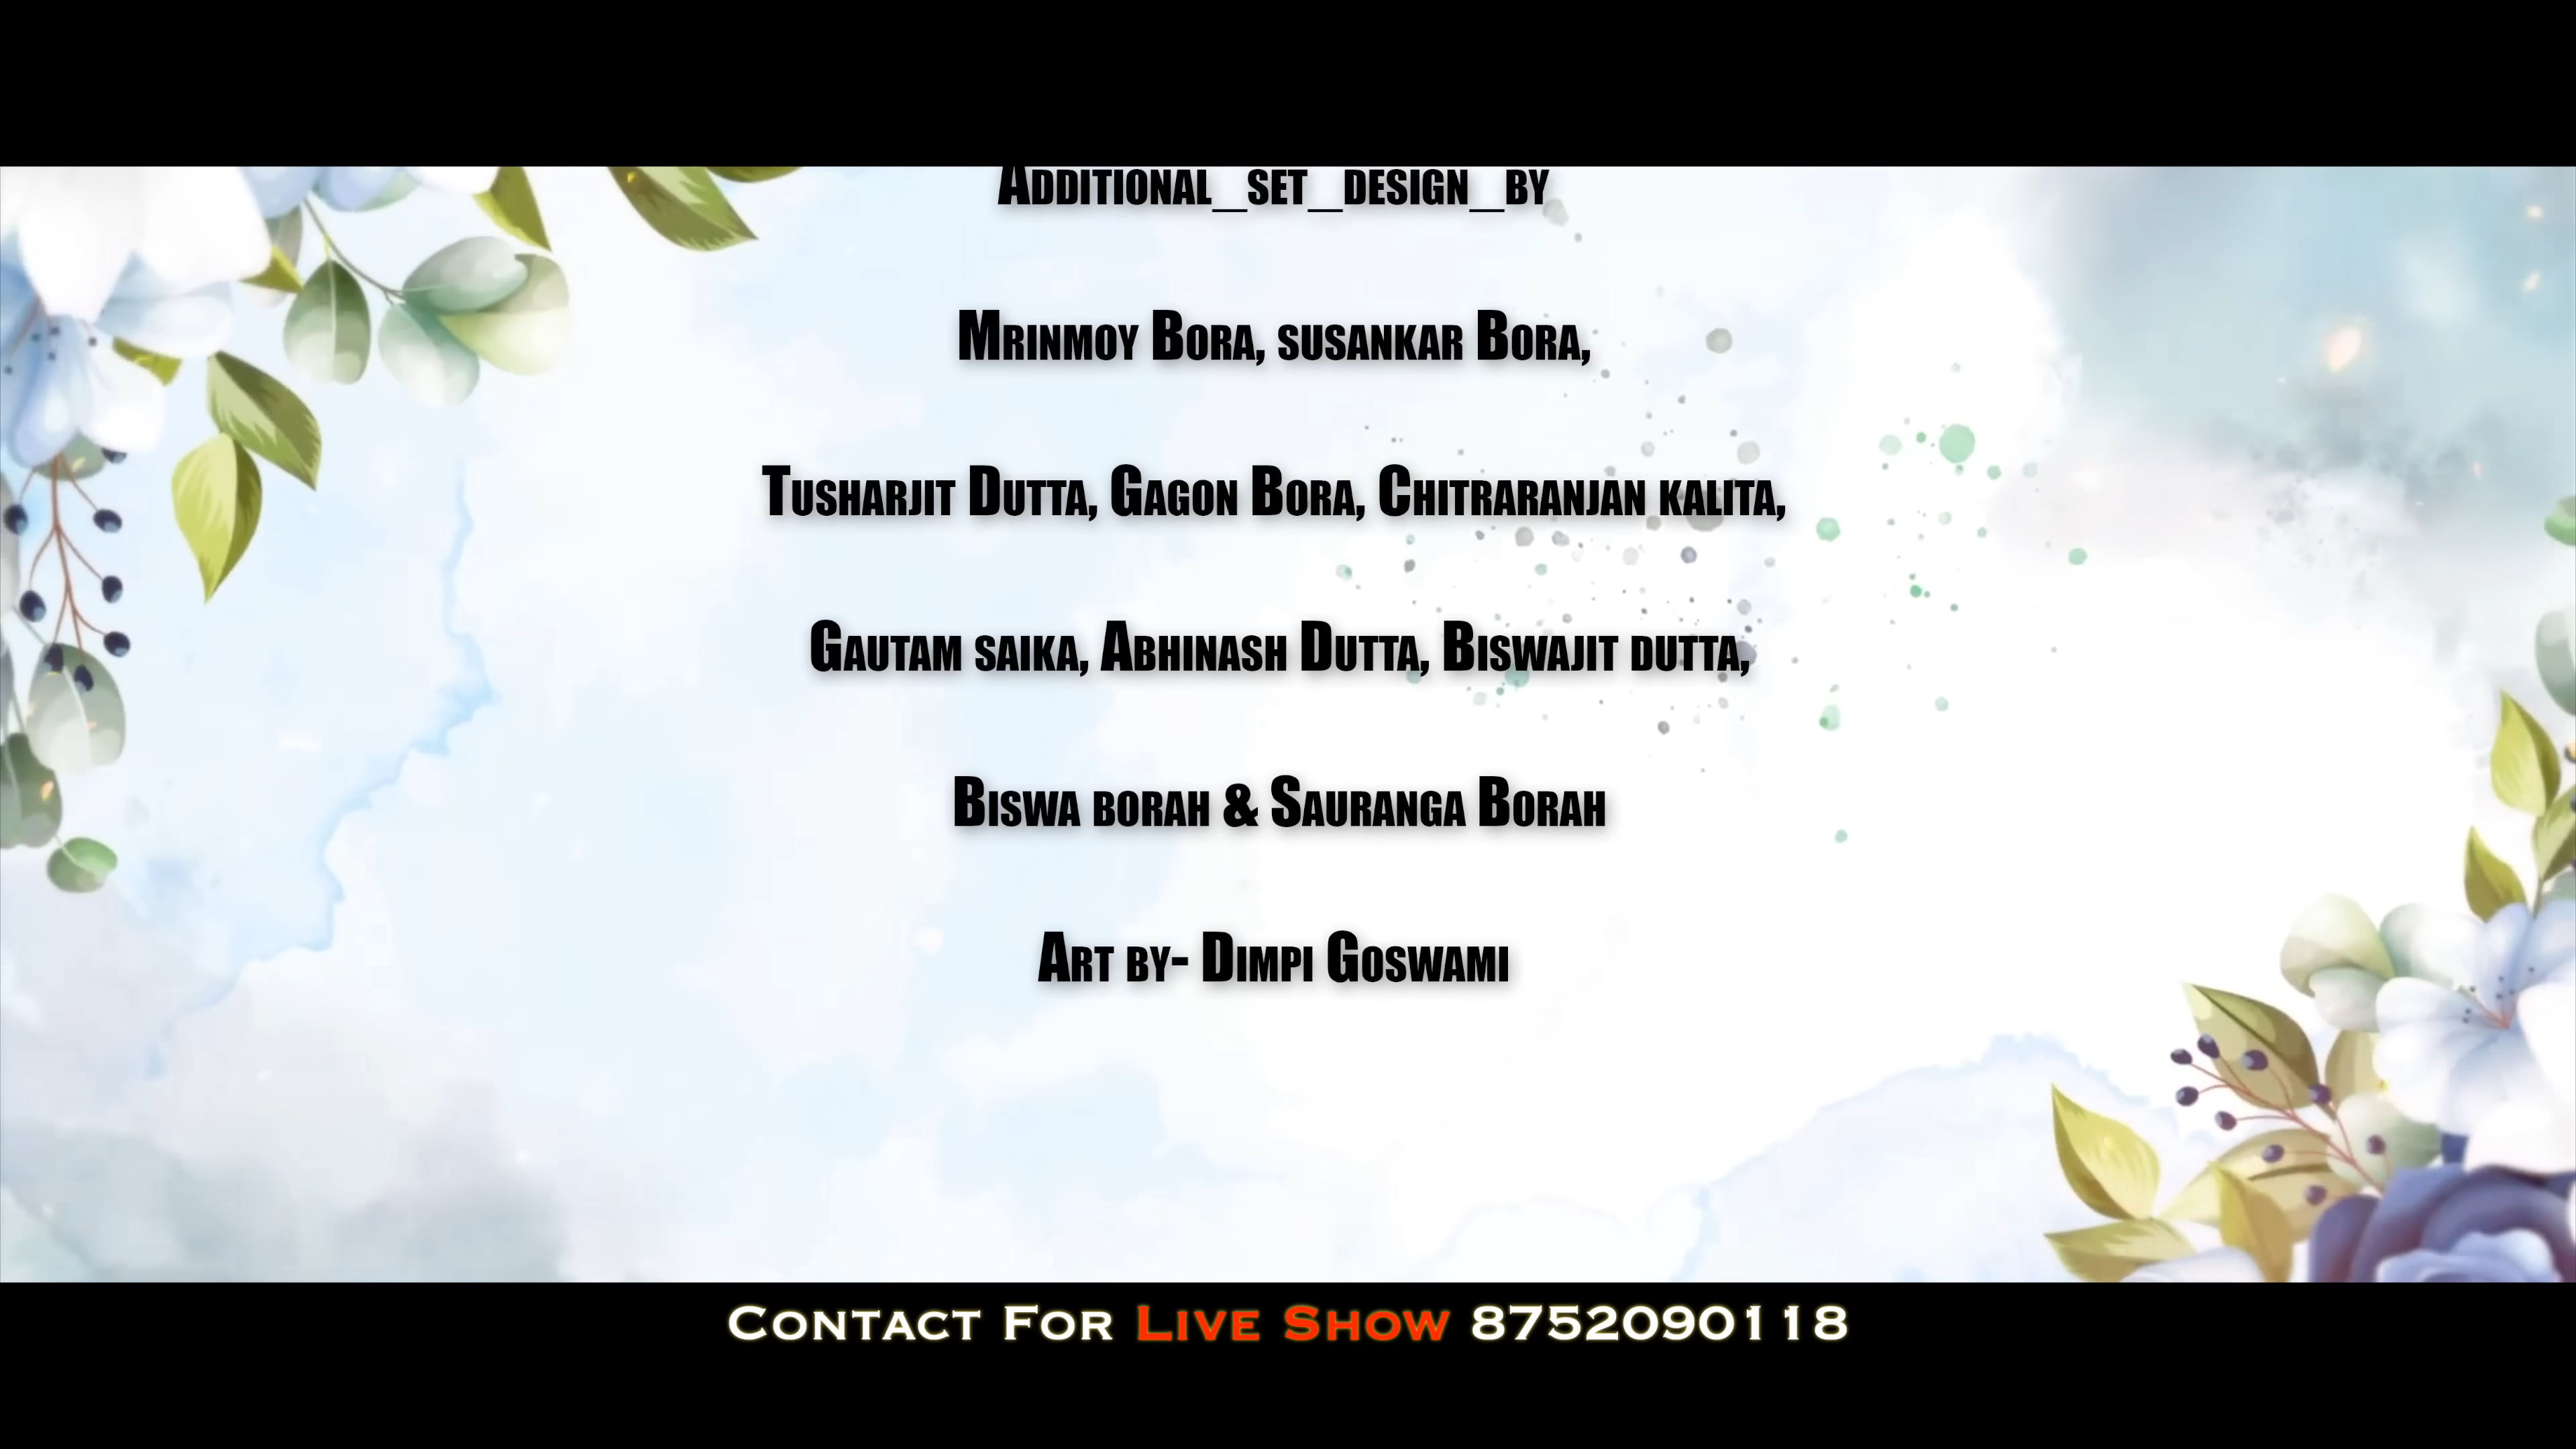 Additional_set_design_by
Mrinmoy Bora, susankar Bora,
Tusharjit Dutta, Gagon Bora, Chitraranjan kalita,
Gautam saika, Abhinash Dutta, Biswajit dutta,
Biswa borah & Sauranga Borah
Art by- Dimpi Goswami
Contact For Live Show 8752090118